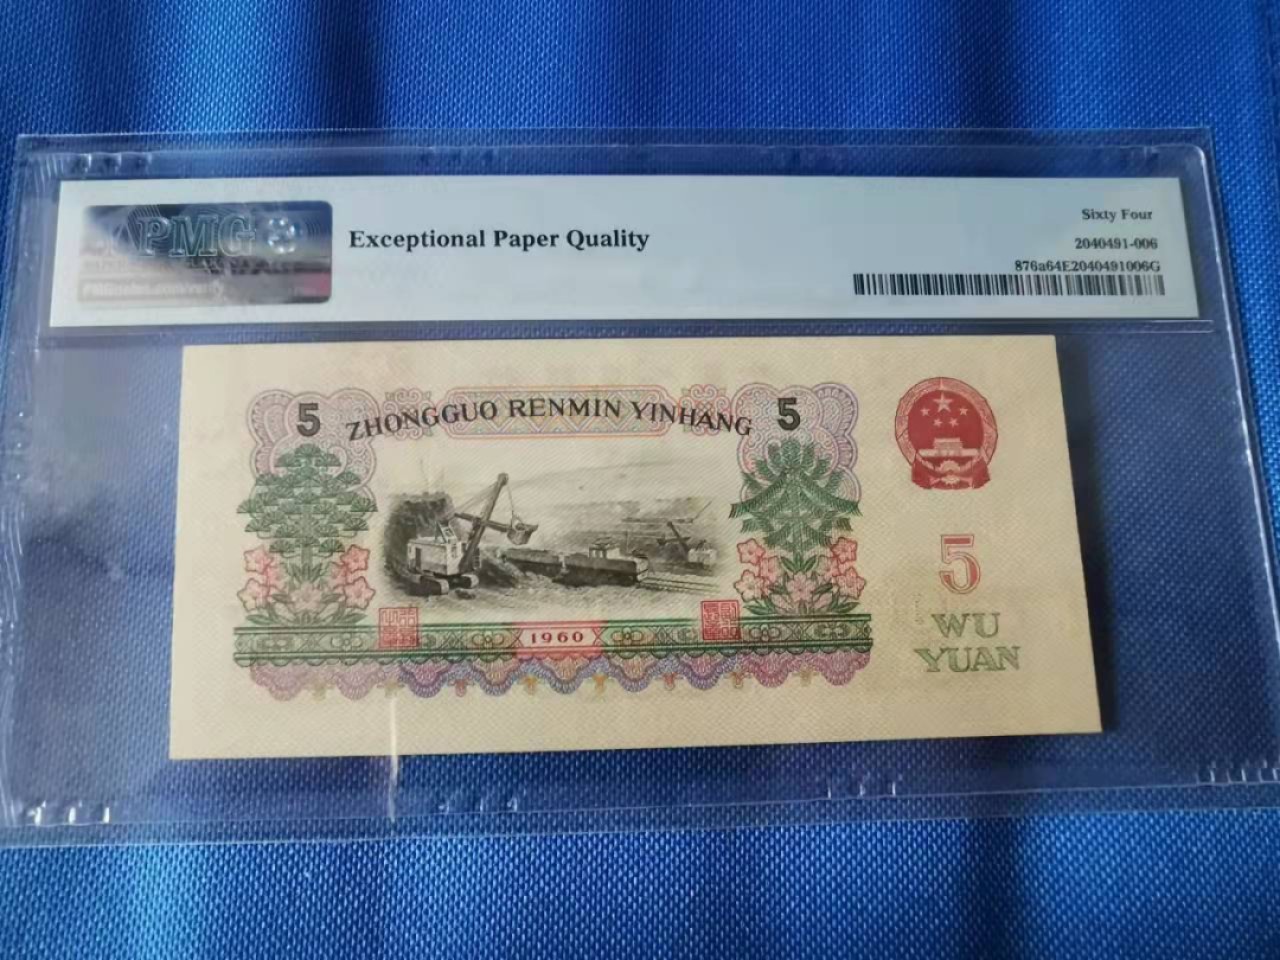 PMG
Exceptional Paper Quality
Sixty Four
2040491-006
876a64E2040491006G
5
ZHONGGUO RENMIN YINHANG
5
5
WU
YUAN
1960